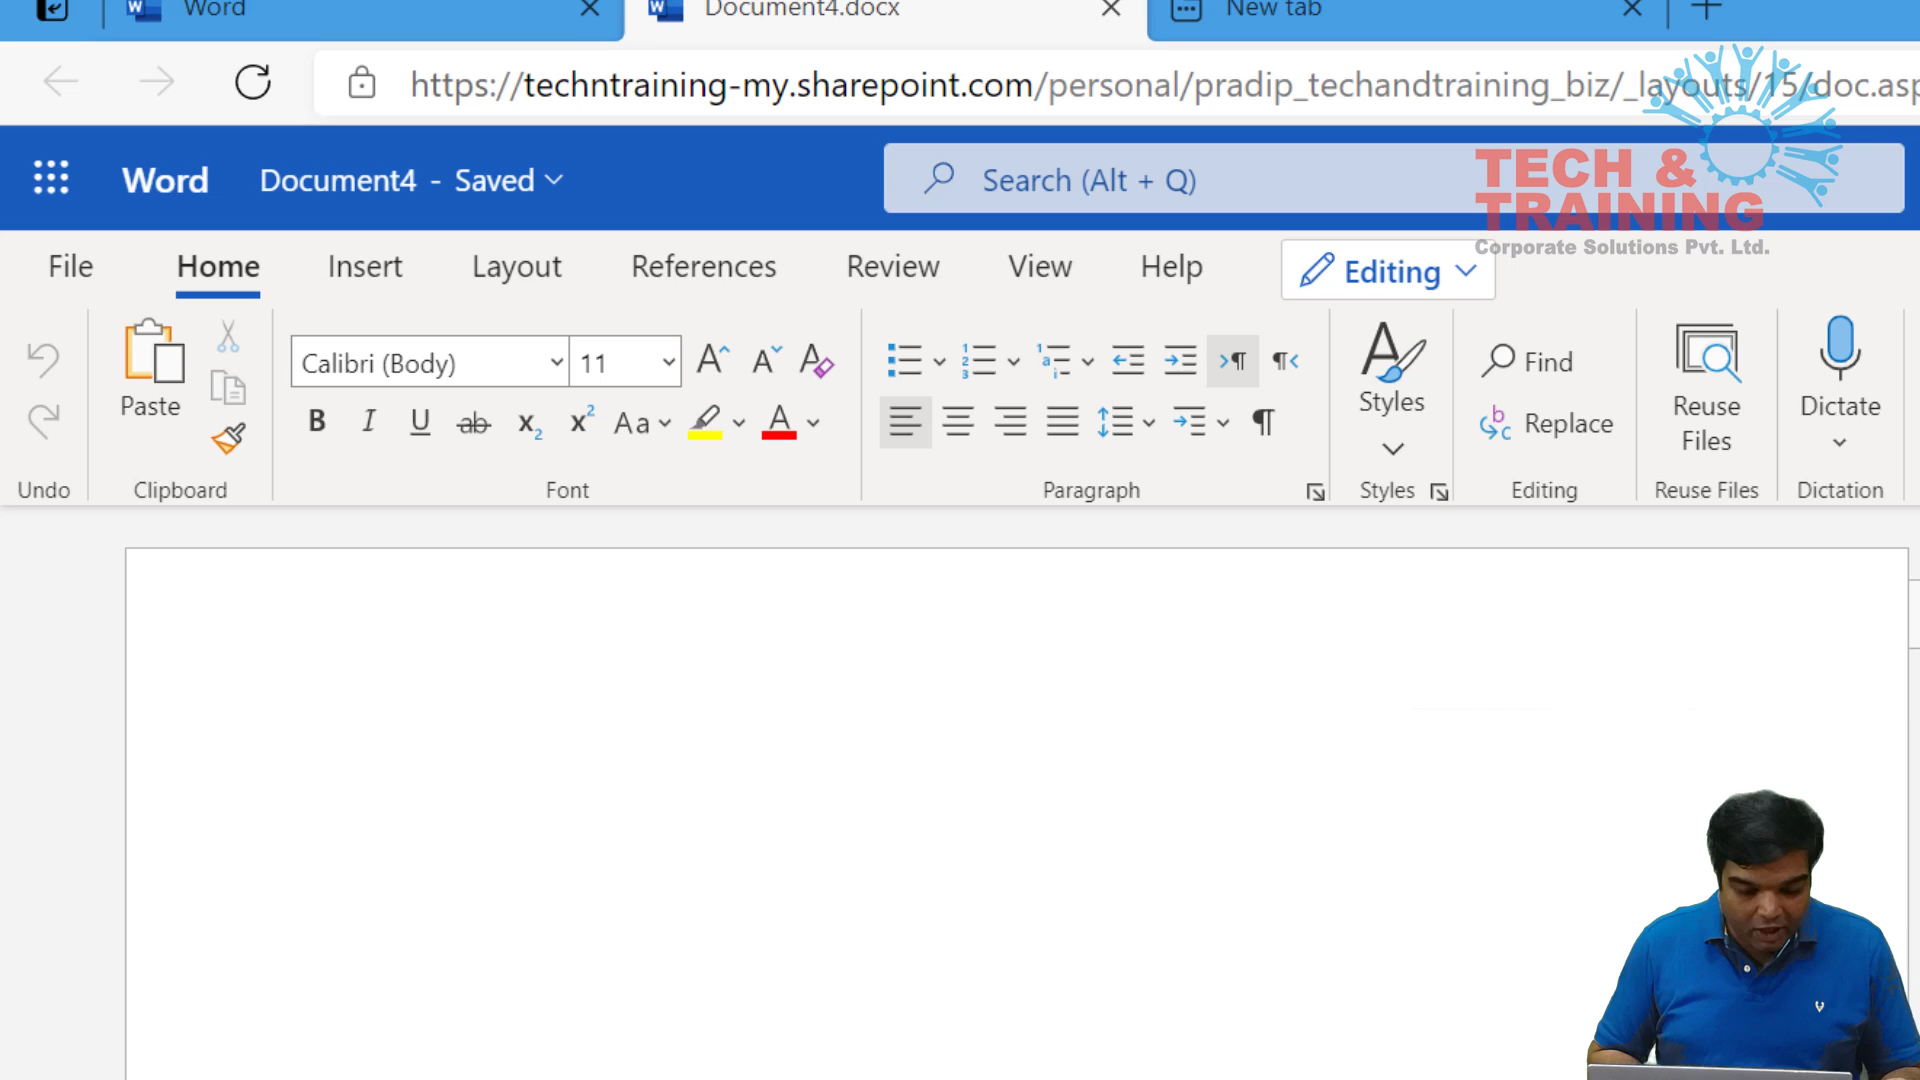 Word
Document4.docx
New tab
https://techntraining-my.sharepoint.com/personal/pradip_techandtraining_biz/_layouts/15/doc.asp
Word
Document4 - Saved
Search (Alt + Q)
TECH &
TRAINING
Corporate Solutions Pvt. Ltd.
File
Home
Insert
Layout
References
Review
View
Help
Editing
Paste
Calibri (Body)
11
Find
Replace
Styles
Reuse
Files
Dictate
Undo
Clipboard
Font
Paragraph
Styles
Editing
Reuse Files
Dictation